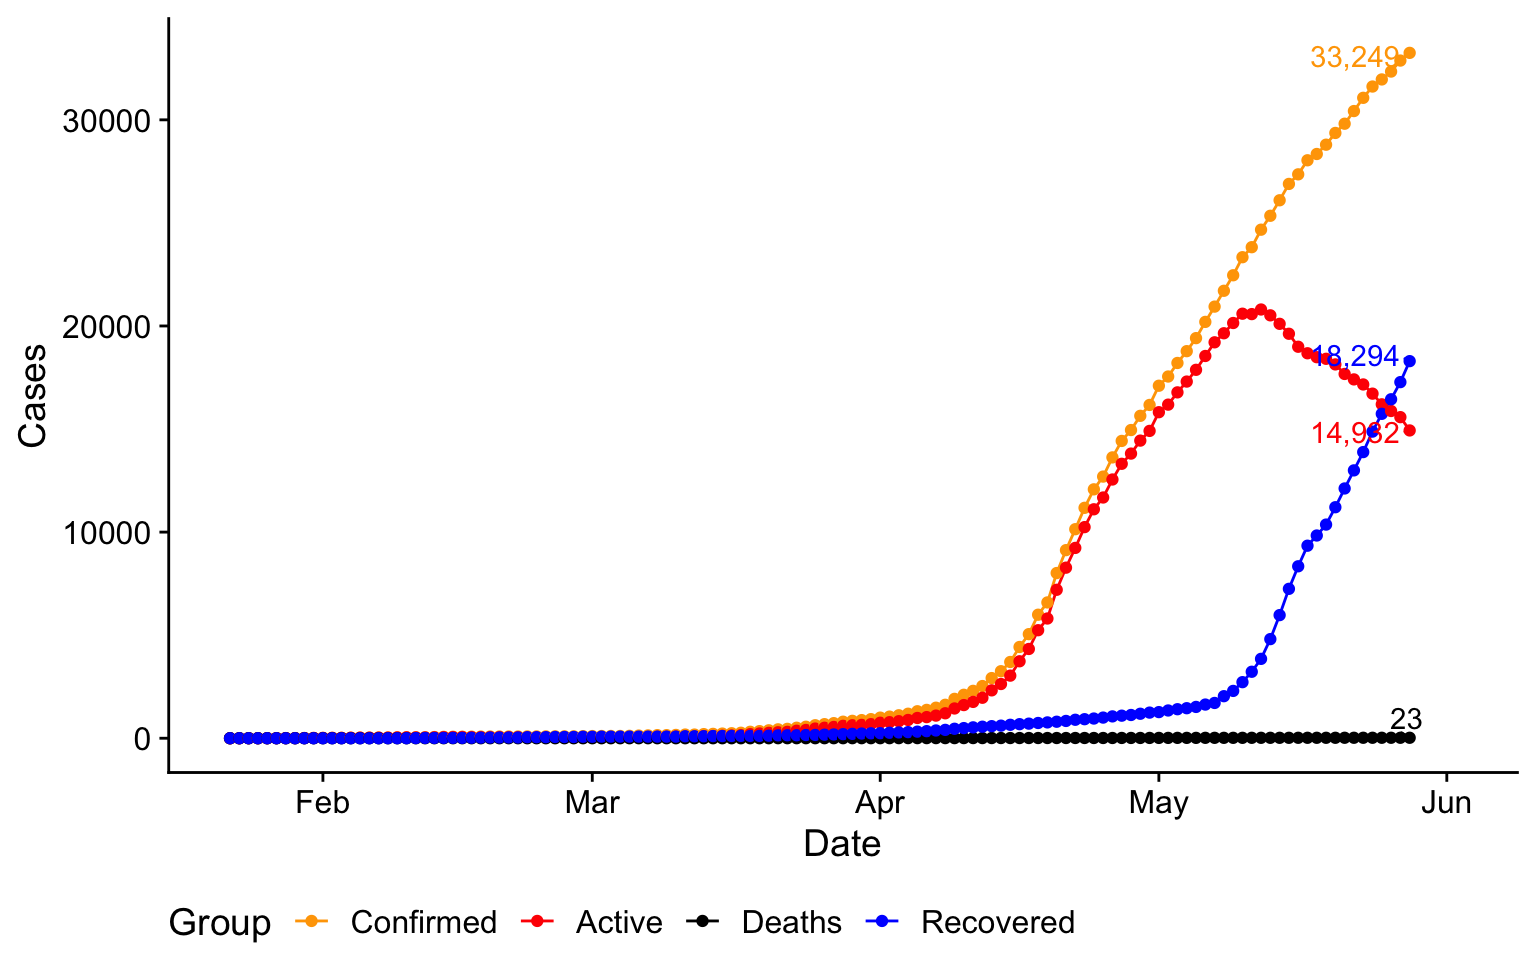 33,249
30000
20000
18,294
14,932
10000
23
0
Cases
Feb Mar Apr May Jun
Date
Group Confirmed Active Deaths Recovered